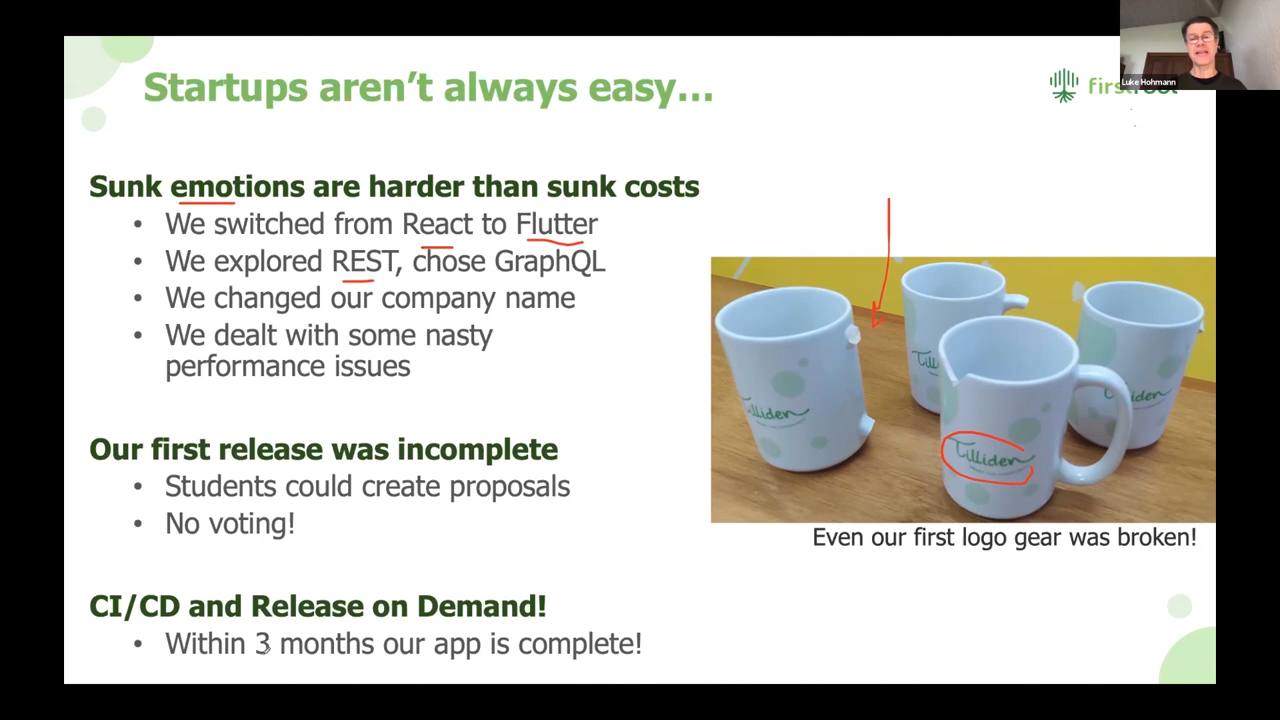 Startups aren't always easy...
Luke Hohmann
Sunk emotions are harder than sunk costs
• We switched from React to Flutter
• We explored REST, chose GraphQL
• We changed our company name
• We dealt with some nasty
performance issues
Tilliden
Tilliden
Our first release was incomplete
• Students could create proposals
• No voting!
Even our first logo gear was broken!
CI/CD and Release on Demand!
• Within 3 months our app is complete!